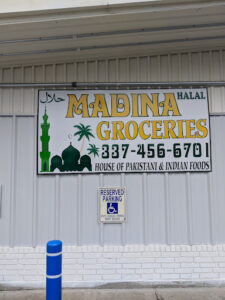 حلال
HALAL
MADINA
GROCERIES
337-456-6701
HOUSE OF PAKISTANI & INDIAN FOODS
RESERVED
PARKING